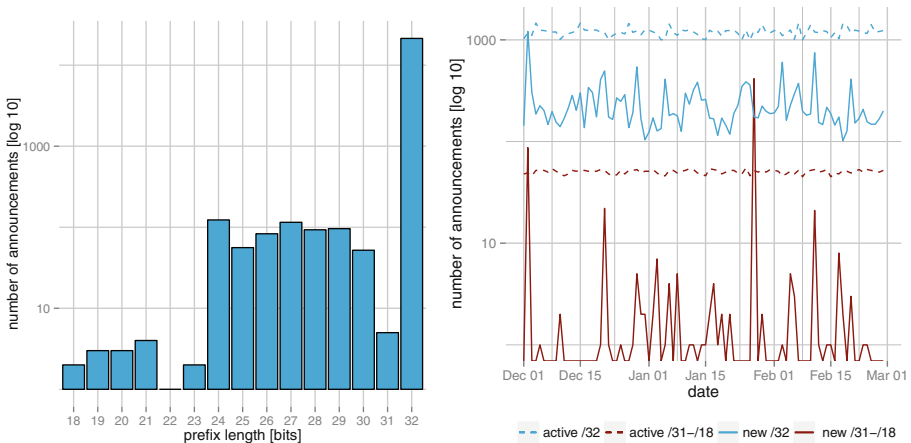 number of announcements [log 10]
1000
10
18 19 20 21 22 23 24 25 26 27 28 29 30 31 32
prefix length [bits]
number of announcements [log 10]
1000
10
Dec 01 Dec 15 Jan 01 Jan 15 Feb 01 Feb 15 Mar 01
date
active /32 active /31−/18 new /32 new /31−/18